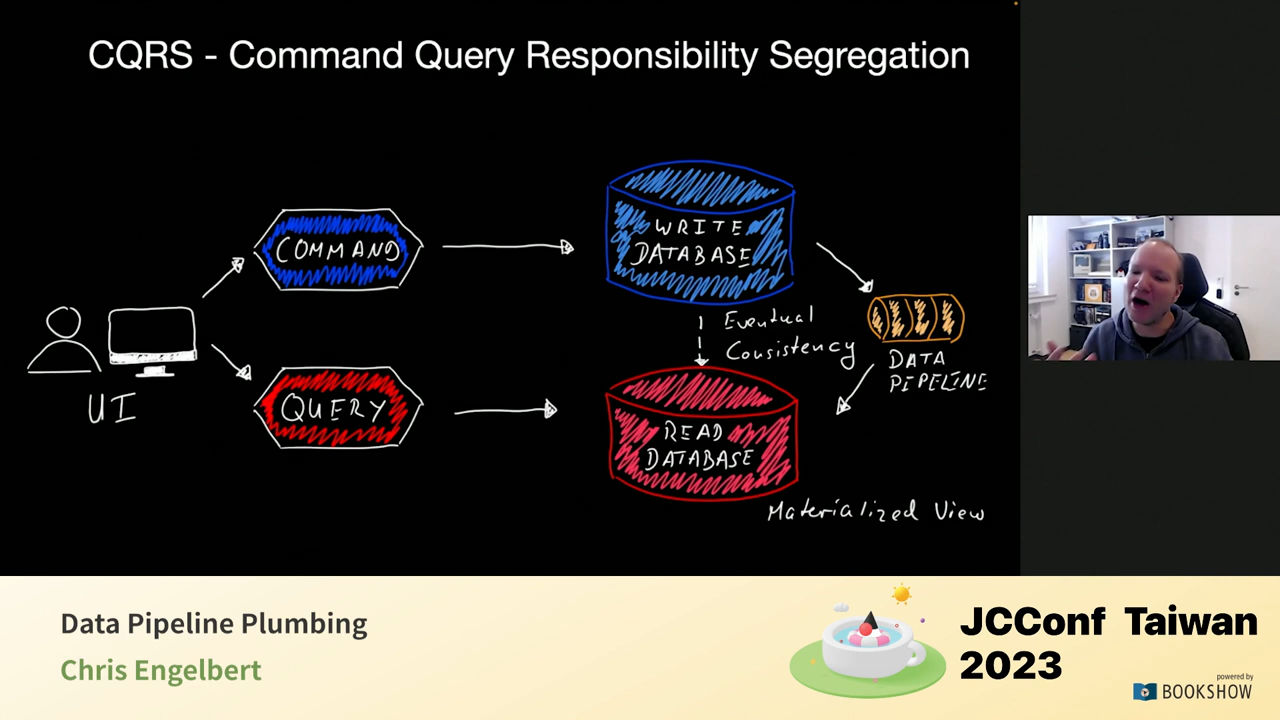 CQRS - Command Query Responsibility Segregation
COMMAND
WRITE
DATABASE
Eventual
Consistency
DATA
PIPELINE
UI
QUERY
READ
DATABASE
Materialized View
Data Pipeline Plumbing
Chris Engelbert
JCConf Taiwan
2023
powered by
BOOKSHOW